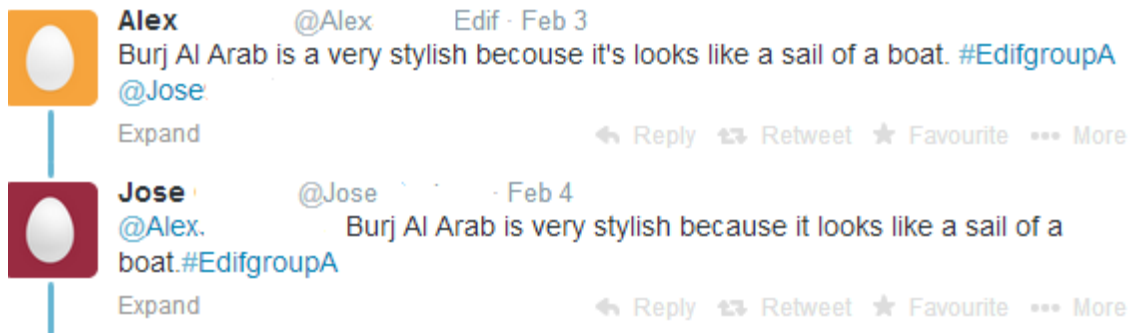 Alex @Alex Edif · Feb 3
Burj Al Arab is a very stylish becouse it's looks like a sail of a boat. #EdifgroupA
@Jose
Expand Reply Retweet Favourite More
Jose @Jose · Feb 4
@Alex Burj Al Arab is very stylish because it looks like a sail of a
boat.#EdifgroupA
Expand Reply Retweet Favourite More